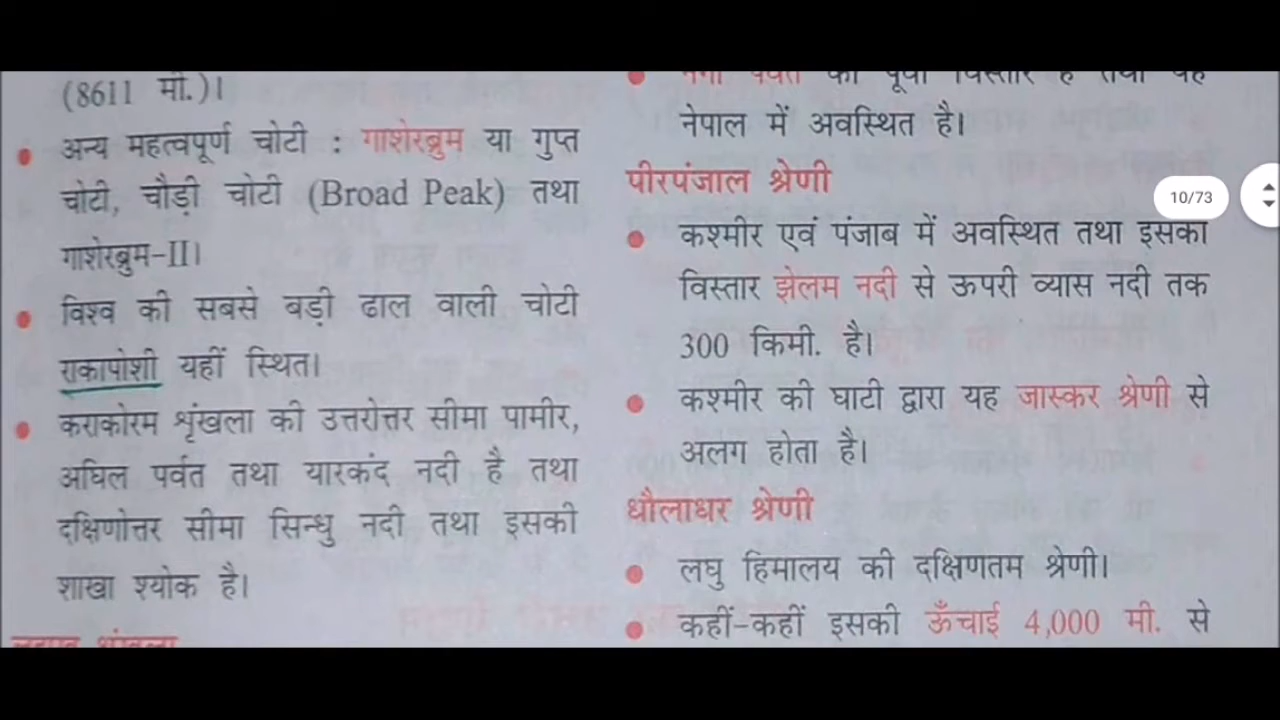 (8611 मी.)।
अन्य महत्वपूर्ण चोटी : गाशेरब्रुम या गुप्त
चोटी, चौड़ी चोटी (Broad Peak) तथा
गाशेरब्रुम-II।
विश्व की सबसे बड़ी ढाल वाली चोटी
राकापोशी यहीं स्थित।
कराकोरम शृंखला की उत्तरोत्तर सीमा पामीर,
अघिल पर्वत तथा यारकंद नदी है तथा
दक्षिणोत्तर सीमा सिन्धु नदी तथा इसकी
शाखा श्योक है।
नेपाल में अवस्थित है।
पीरपंजाल श्रेणी
कश्मीर एवं पंजाब में अवस्थित तथा इसका
विस्तार झेलम नदी से ऊपरी व्यास नदी तक
300 किमी. है।
कश्मीर की घाटी द्वारा यह जास्कर श्रेणी से
अलग होता है।
धौलाधर श्रेणी
लघु हिमालय की दक्षिणतम श्रेणी।
कहीं-कहीं इसकी ऊँचाई 4,000 मी. से
10/73